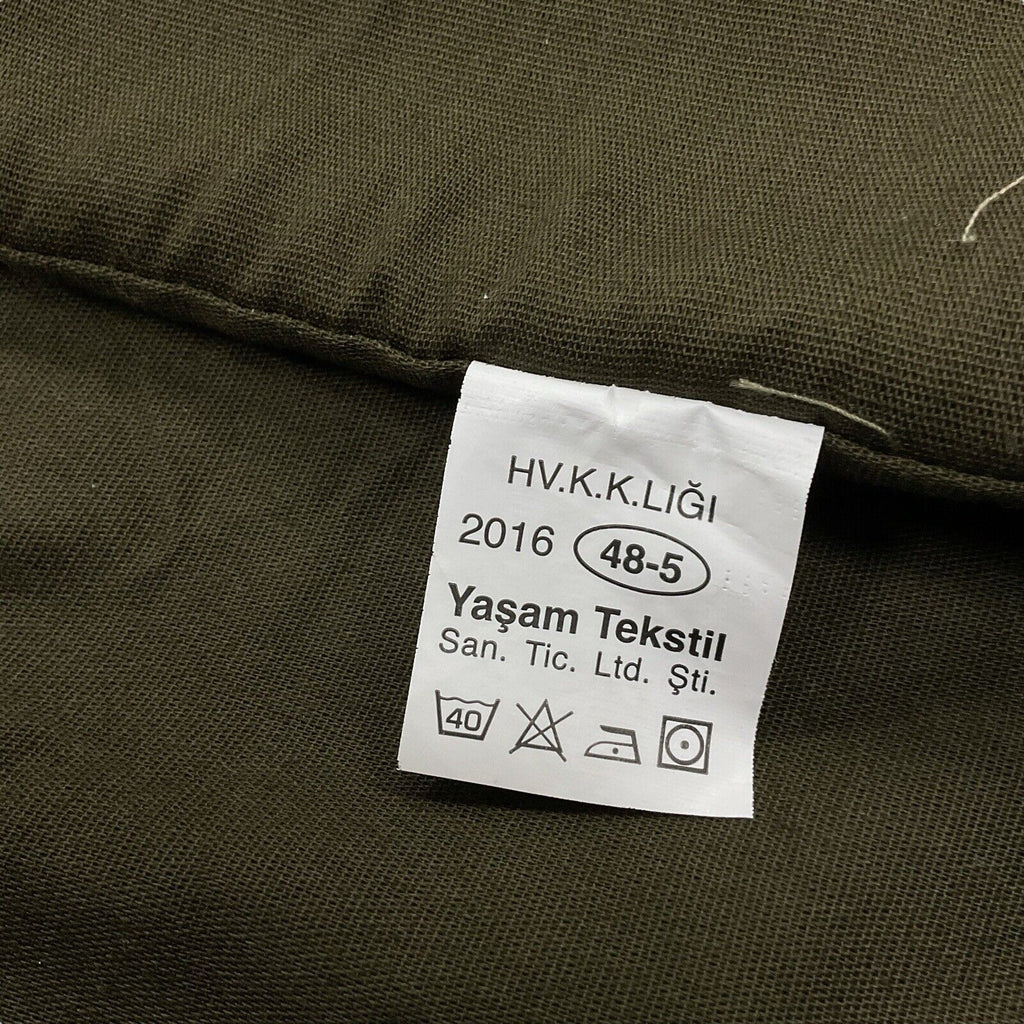 HV.K.K.LIĞI
2016 48-5
Yaşam Tekstil
San. Tic. Ltd. Şti.
40